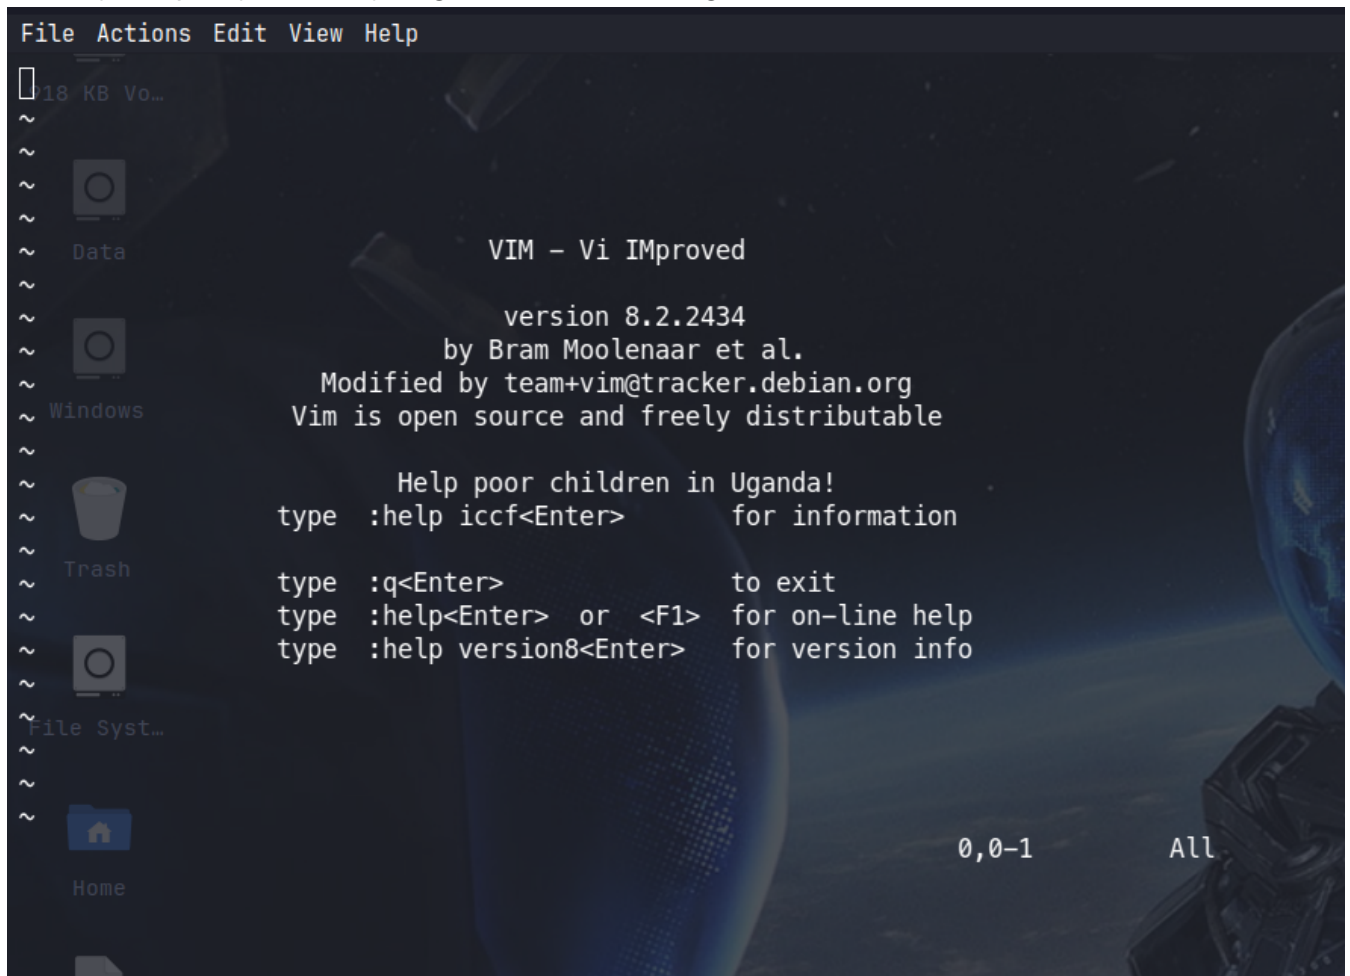 File Actions Edit View Help
918 KB Vo…
~
~
~
~
~ Data VIM – Vi IMproved
~
~ version 8.2.2434
~ by Bram Moolenaar et al.
~ Modified by team+vim@tracker.debian.org
~ Windows Vim is open source and freely distributable
~
~ Help poor children in Uganda!
~ type :help iccf<Enter> for information
~ Trash
~ type :q<Enter> to exit
~ type :help<Enter> or <F1> for on-line help
~ type :help version8<Enter> for version info
~
~ File Syst…
~
~
~
0,0-1 All
Home